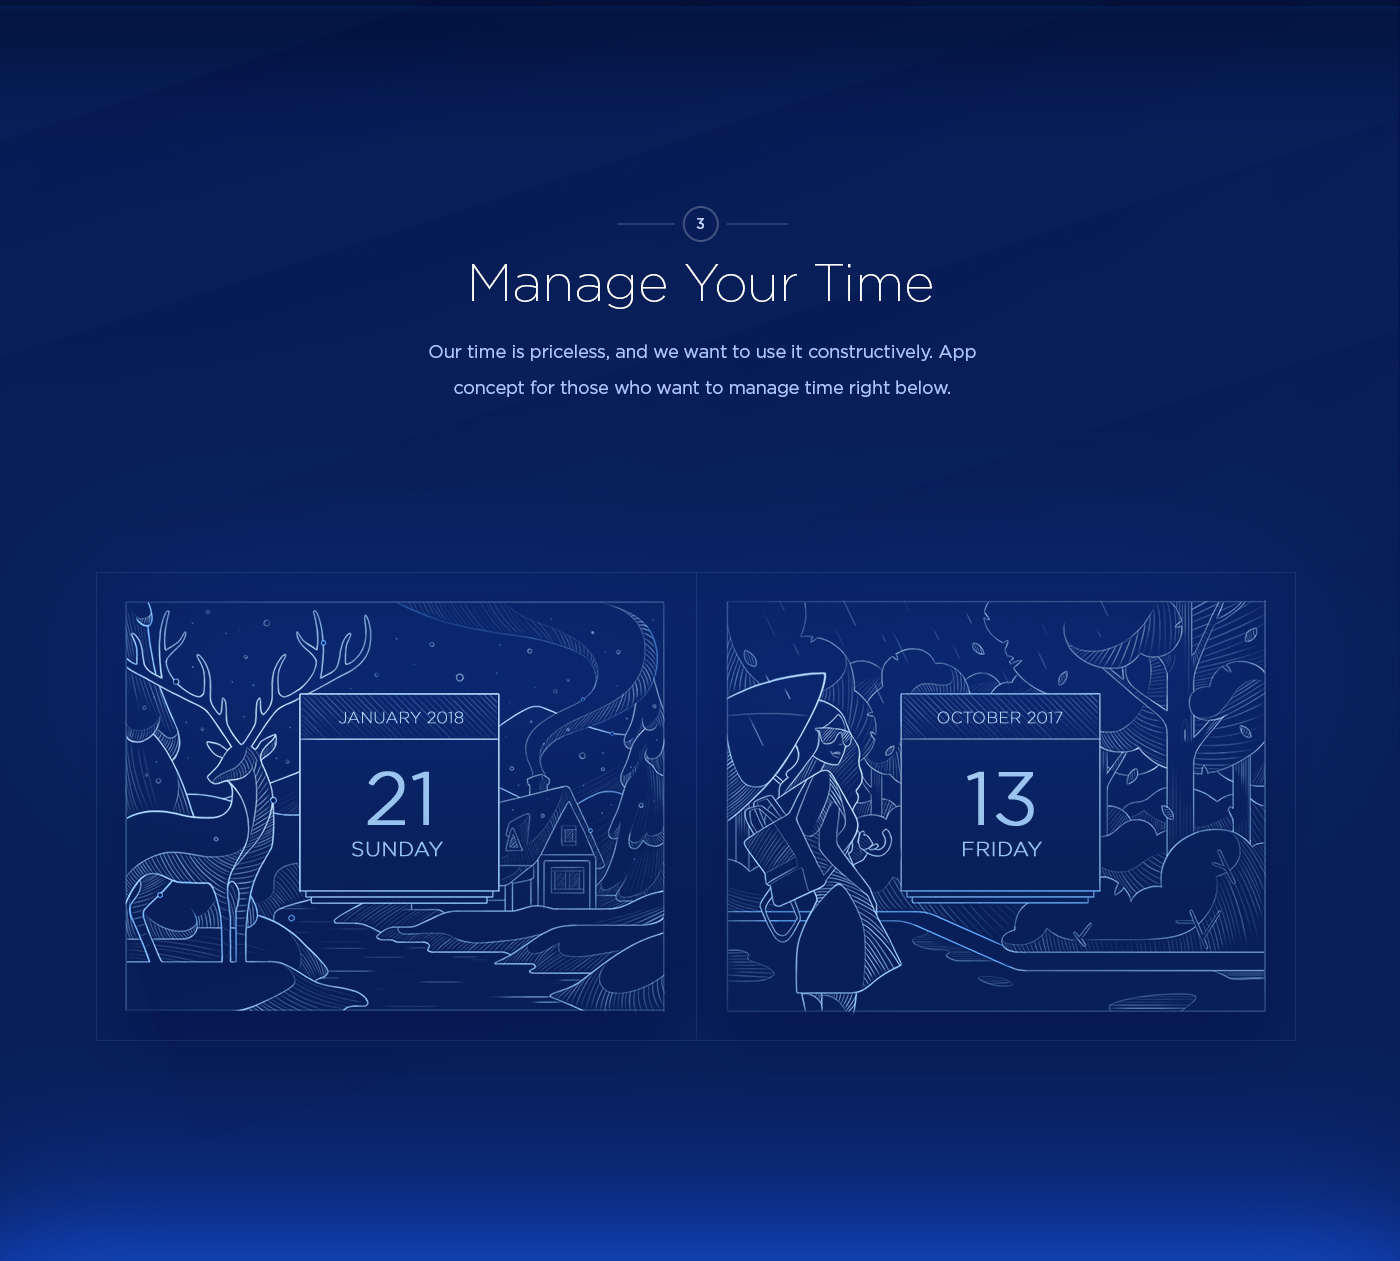 3
Manage Your Time
Our time is priceless, and we want to use it constructively. App
concept for those who want to manage time right below.
JANUARY 2018
21
SUNDAY
OCTOBER 2017
13
FRIDAY